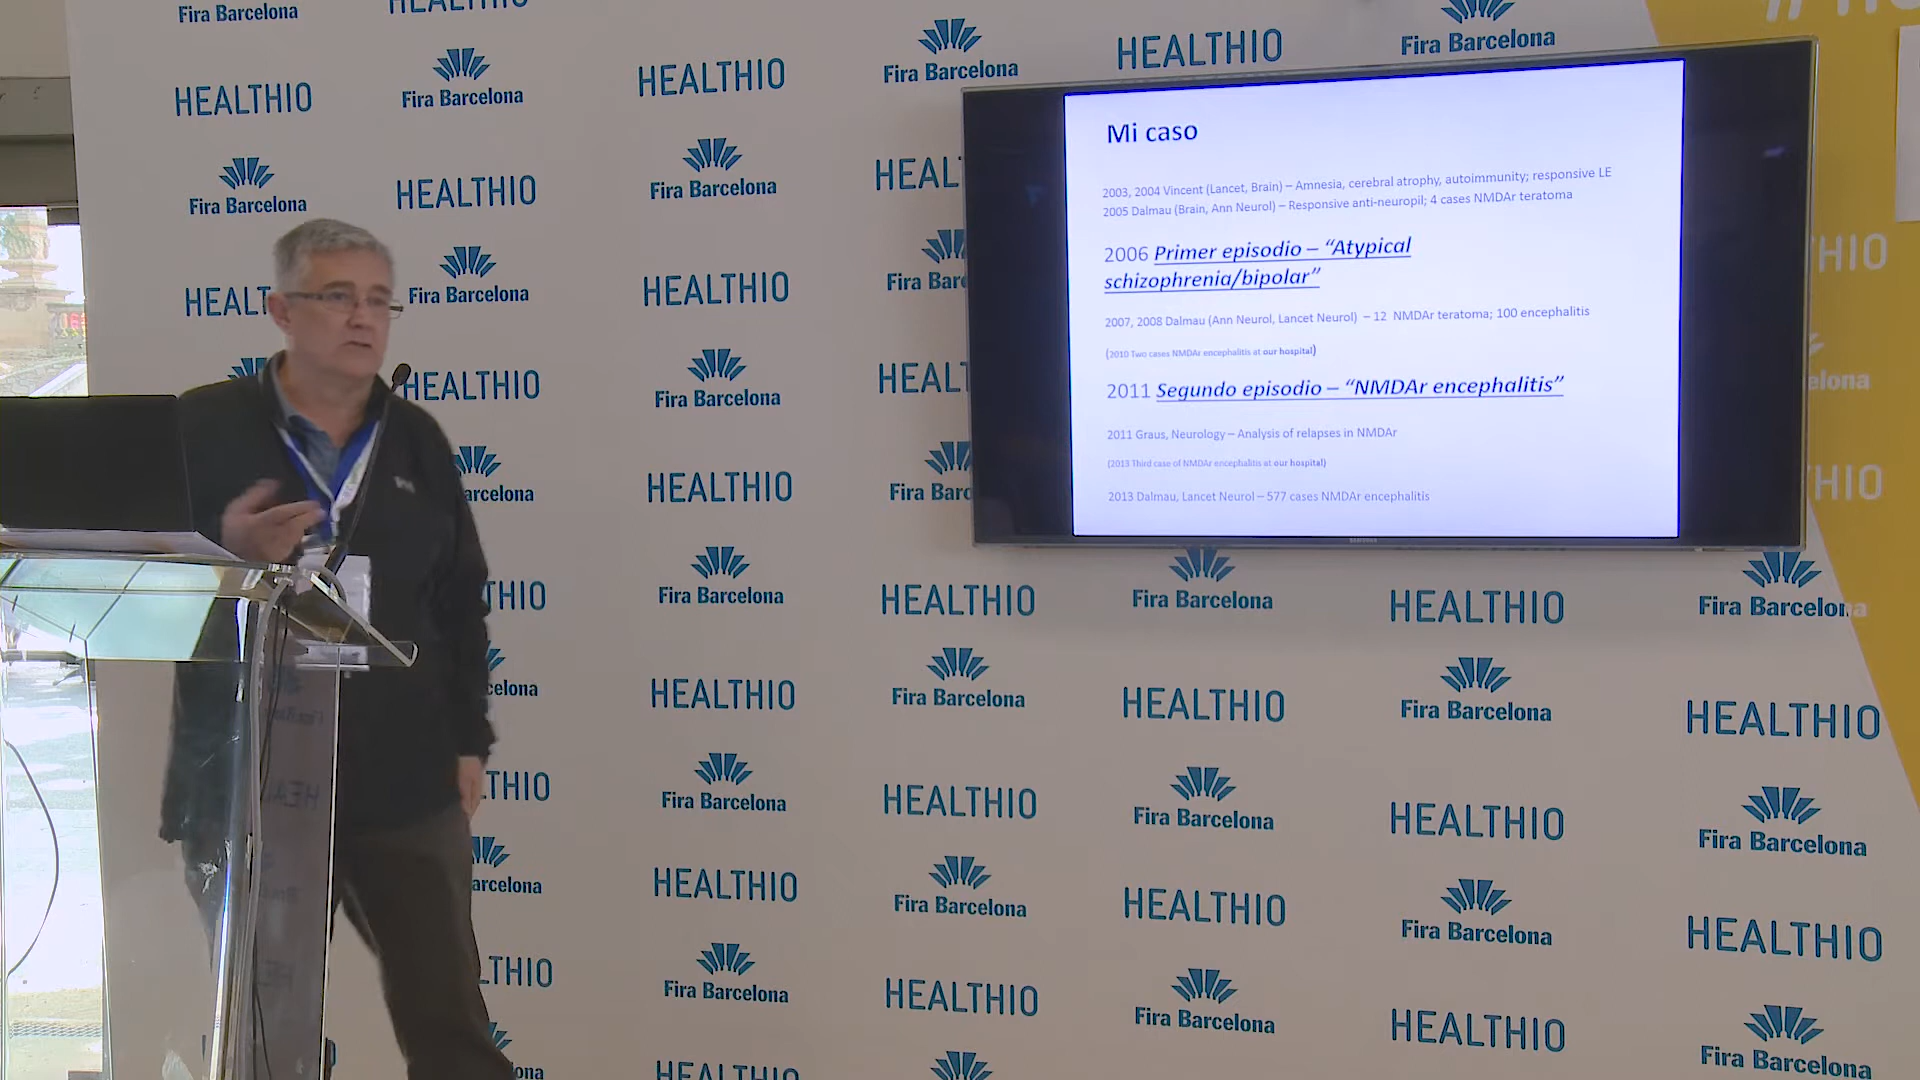 Mi caso
2003, 2004 Vincent (Lancet, Brain) – Amnesia, cerebral atrophy, autoimmunity; responsive LE
2005 Dalmau (Brain, Ann Neurol) – Responsive anti-neuropil; 4 cases NMDAr teratoma
2006 Primer episodio – “Atypical
schizophrenia/bipolar”
2007, 2008 Dalmau (Ann Neurol, Lancet Neurol) – 12 NMDAr teratoma; 100 encephalitis
(2010 Two cases NMDAr encephalitis at our hospital)
2011 Segundo episodio – “NMDAr encephalitis”
2011 Graus, Neurology – Analysis of relapses in NMDAr
(2013 Third case of NMDAr encephalitis at our hospital)
2013 Dalmau, Lancet Neurol – 577 cases NMDAr encephalitis
HEALTHIO
Fira Barcelona